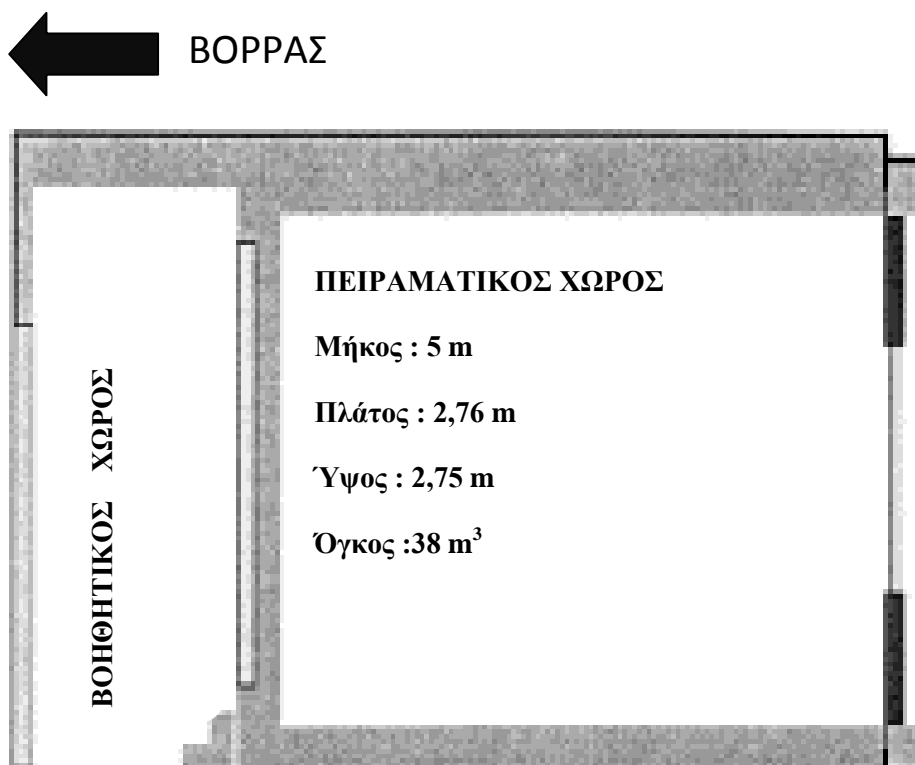 ΒΟΡΡΑΣ
ΠΕΙΡΑΜΑΤΙΚΟΣ ΧΩΡΟΣ
Μήκος : 5 m
Πλάτος : 2,76 m
Ύψος : 2,75 m
Όγκος :38 m³
ΒΟΗΘΗΤΙΚΟΣ ΧΩΡΟΣ